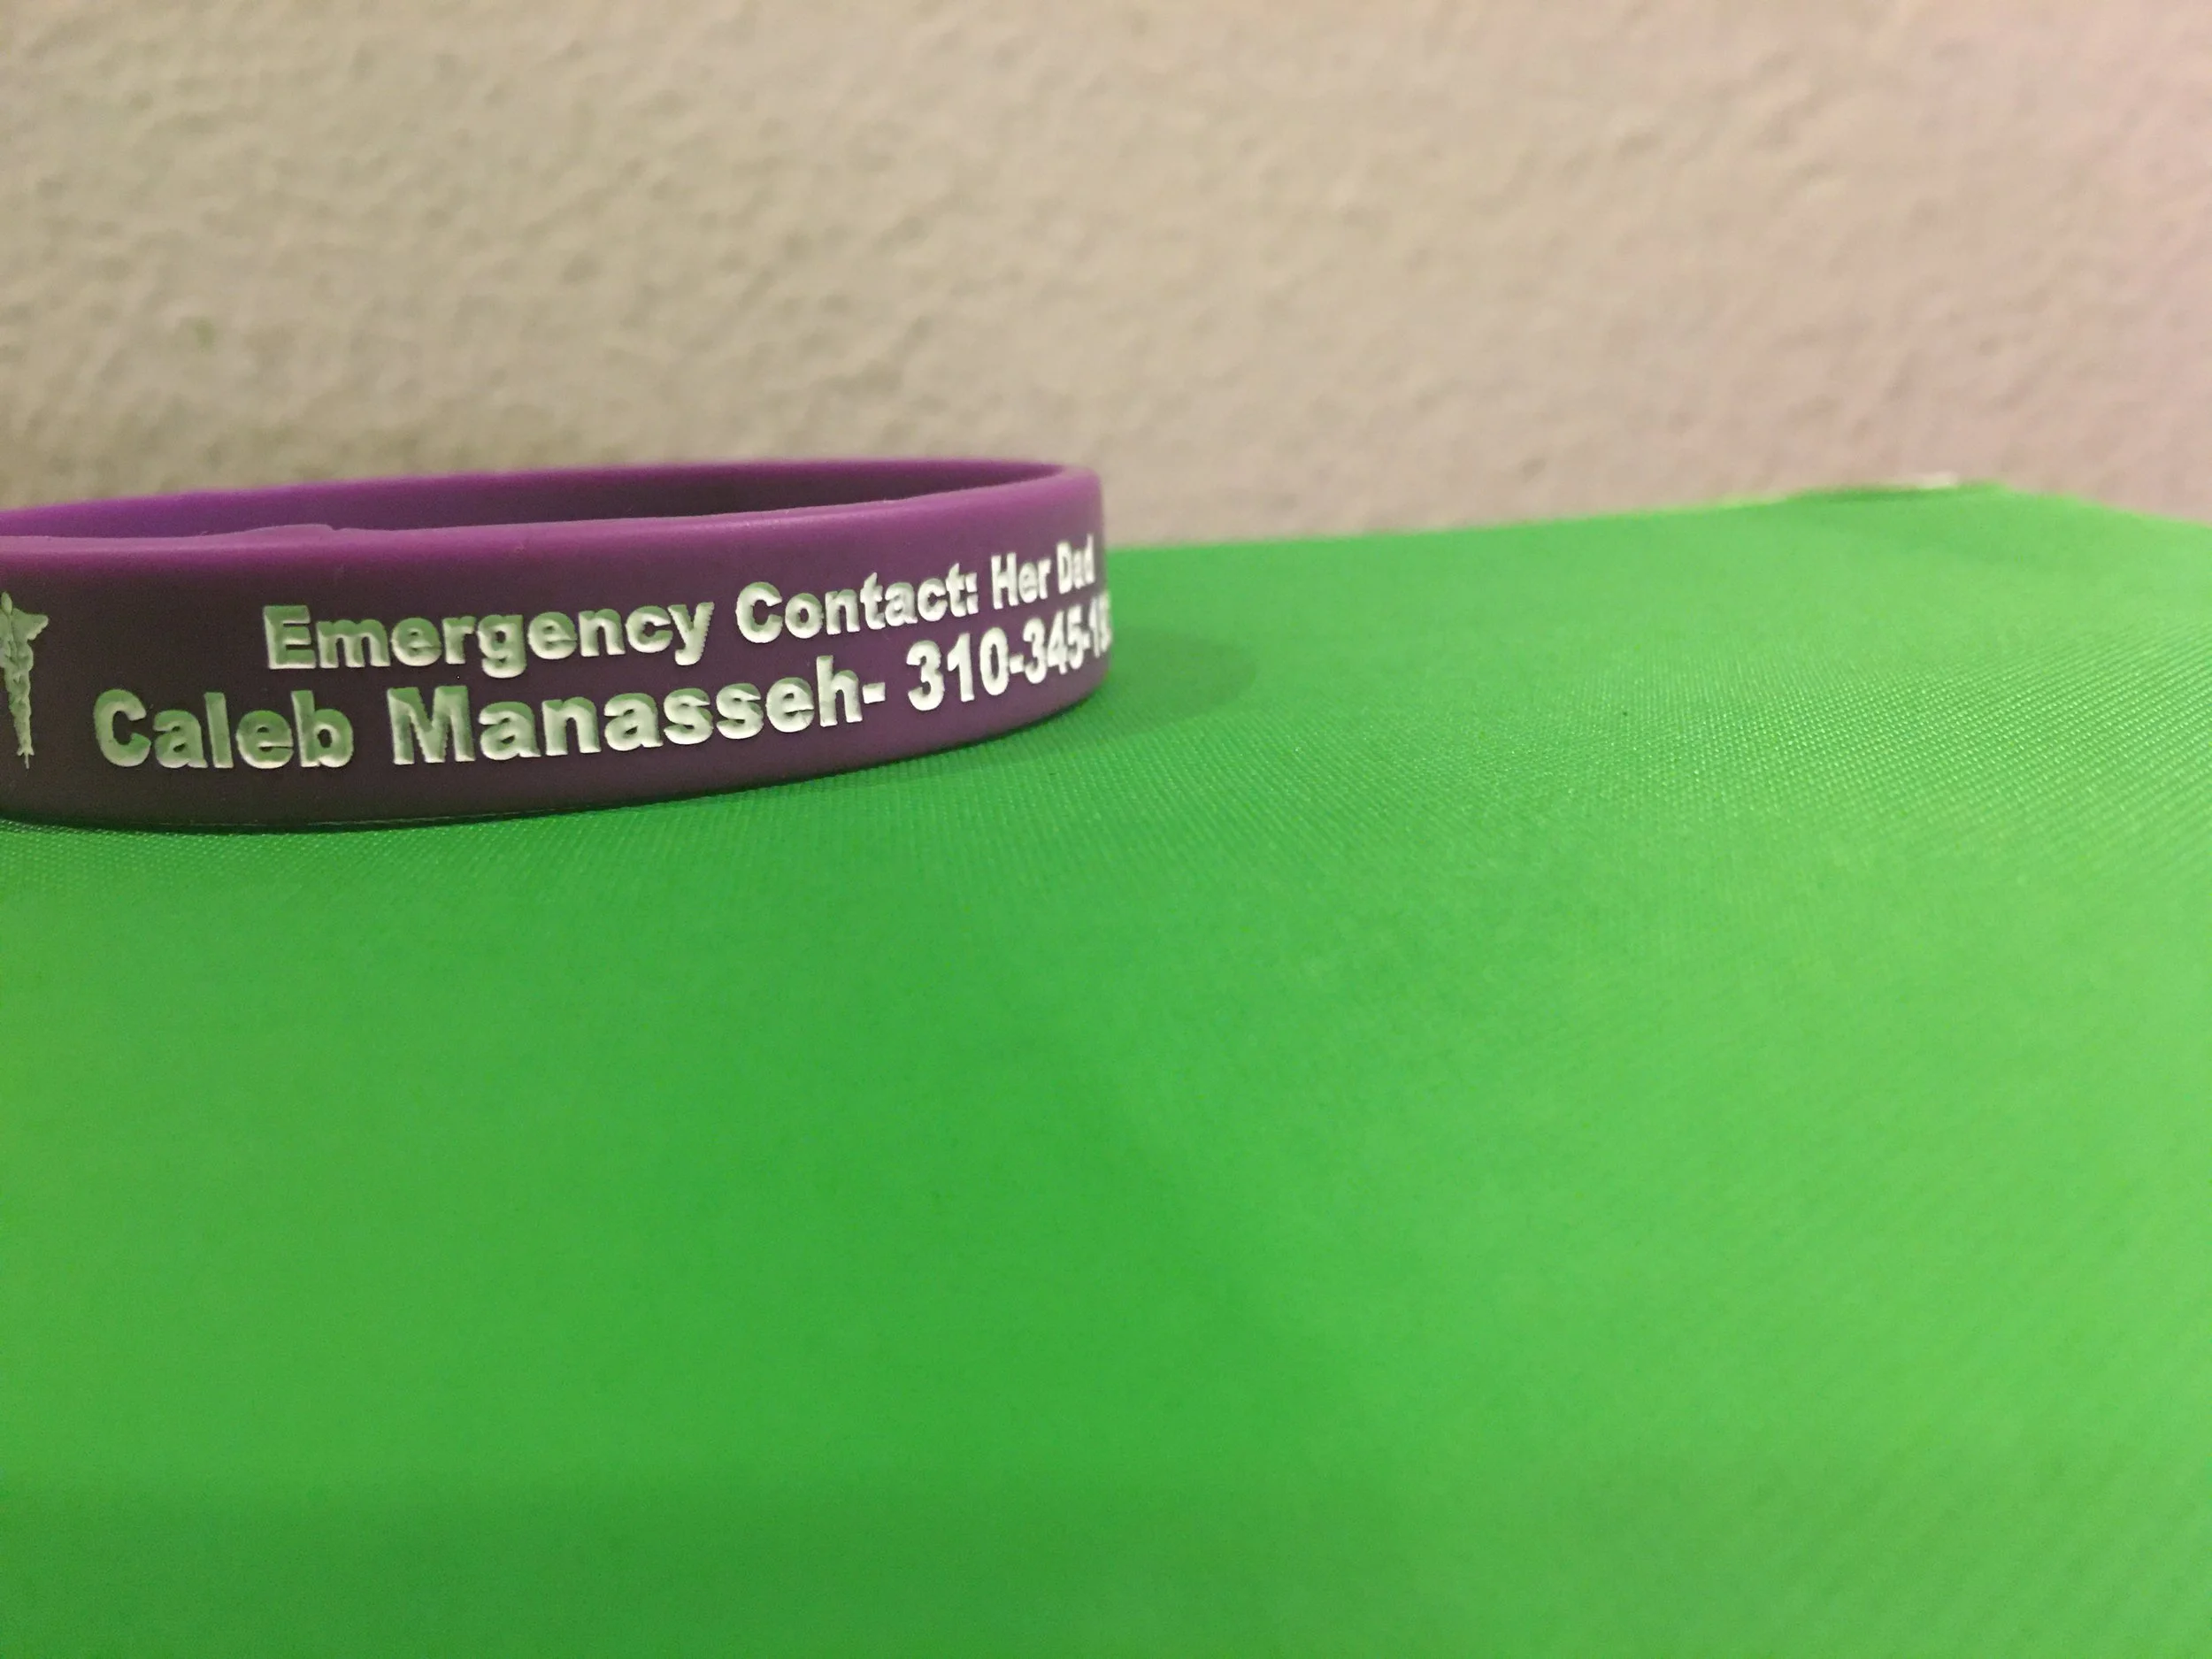 Emergency Contact: Her Dad
Caleb Manasseh- 310-345-